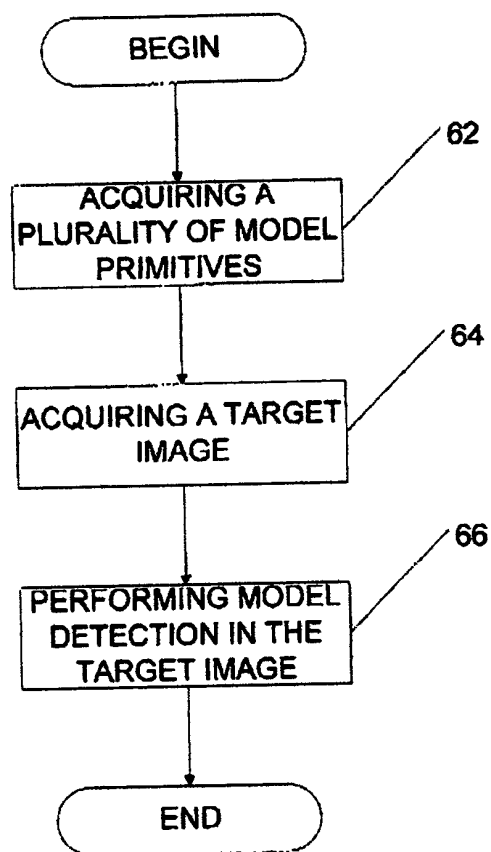 BEGIN
62
ACQUIRING A
PLURALITY OF MODEL
PRIMITIVES
64
ACQUIRING A TARGET
IMAGE
66
PERFORMING MODEL
DETECTION IN THE
TARGET IMAGE
END